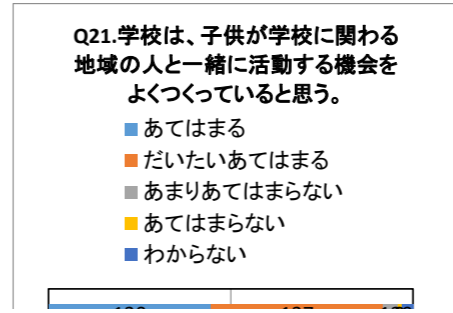 Q21.学校は、子供が学校に関わる
地域の人と一緒に活動する機会を
よくつくっていると思う。
あてはまる
だいたいあてはまる
あまりあてはまらない
あてはまらない
わからない